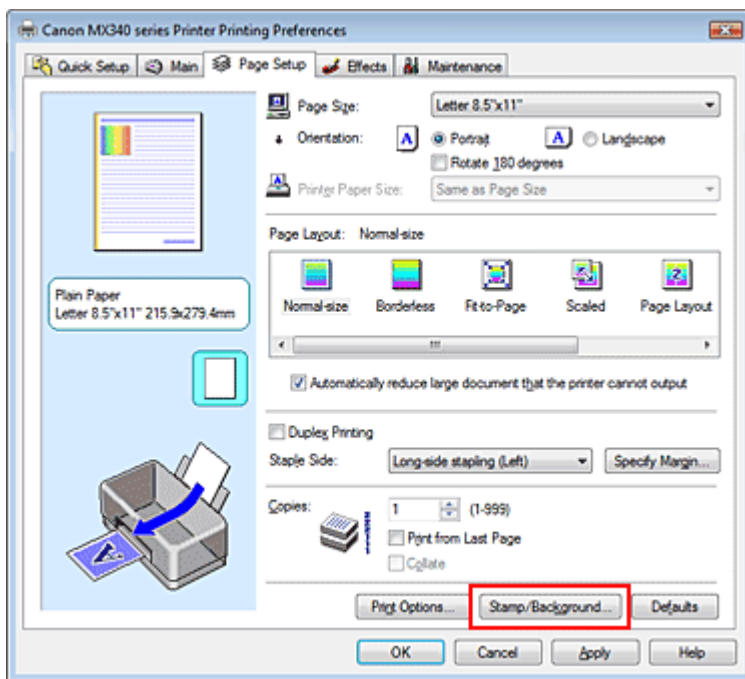 Canon MX340 series Printer Printing Preferences
Quick Setup Main Page Setup Effects Maintenance
Page Size: Letter 8.5"x11"
Orientation: A Portrait A Landscape
Rotate 180 degrees
Printer Paper Size: Same as Page Size
Page Layout: Normal-size
Normal-size Borderless Fit-to-Page Scaled Page Layout
Plain Paper
Letter 8.5"x11" 215.9x279.4mm
Automatically reduce large document that the printer cannot output
Duplex Printing
Staple Side: Long-side stapling (Left) Specify Margin...
Copies: 1 (1-999)
Print from Last Page
Collate
Print Options... Stamp/Background... Defaults
OK Cancel Apply Help